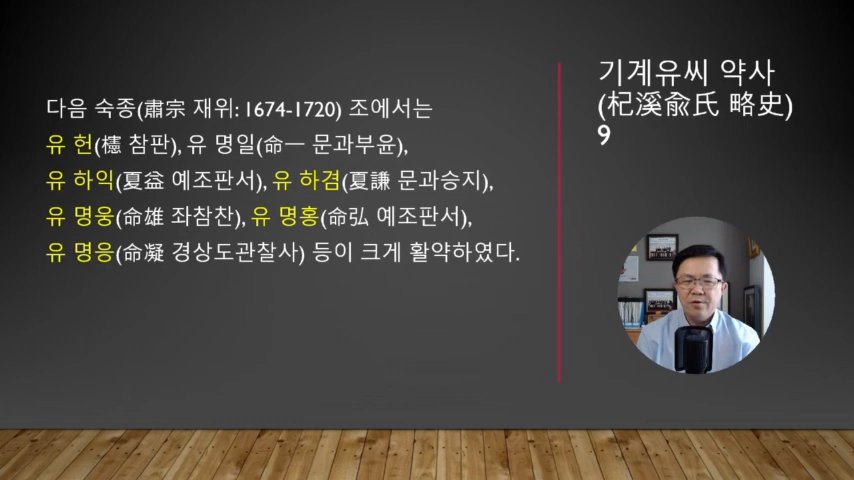 기계유씨 약사
(杞溪兪氏 略史)
9
다음 숙종(肅宗 재위: 1674-1720) 조에서는
유 헌(櫶 참판), 유 명일(命一 문과부윤),
유 하익(夏益 예조판서), 유 하겸(夏謙 문과승지),
유 명웅(命雄 좌참찬), 유 명홍(命弘 예조판서),
유 명응(命凝 경상도관찰사) 등이 크게 활약하였다.